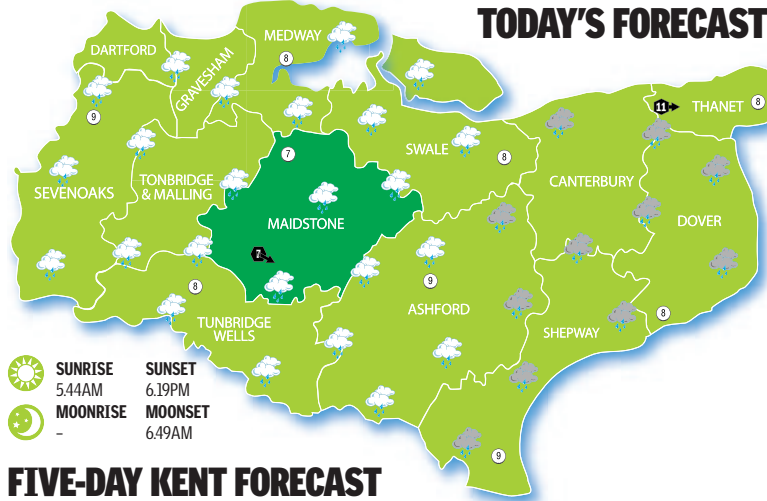 TODAY'S FORECAST
MEDWAY
DARTFORD
GRAVESHAM
8
9
11
THANET
8
7
SWALE
8
SEVENOAKS
TONBRIDGE
& MALLING
CANTERBURY
MAIDSTONE
DOVER
7
8
9
ASHFORD
8
TUNBRIDGE
WELLS
SHEPWAY
SUNRISE SUNSET
5.44AM 6.19PM
MOONRISE MOONSET
– 6.49AM
9
FIVE-DAY KENT FORECAST